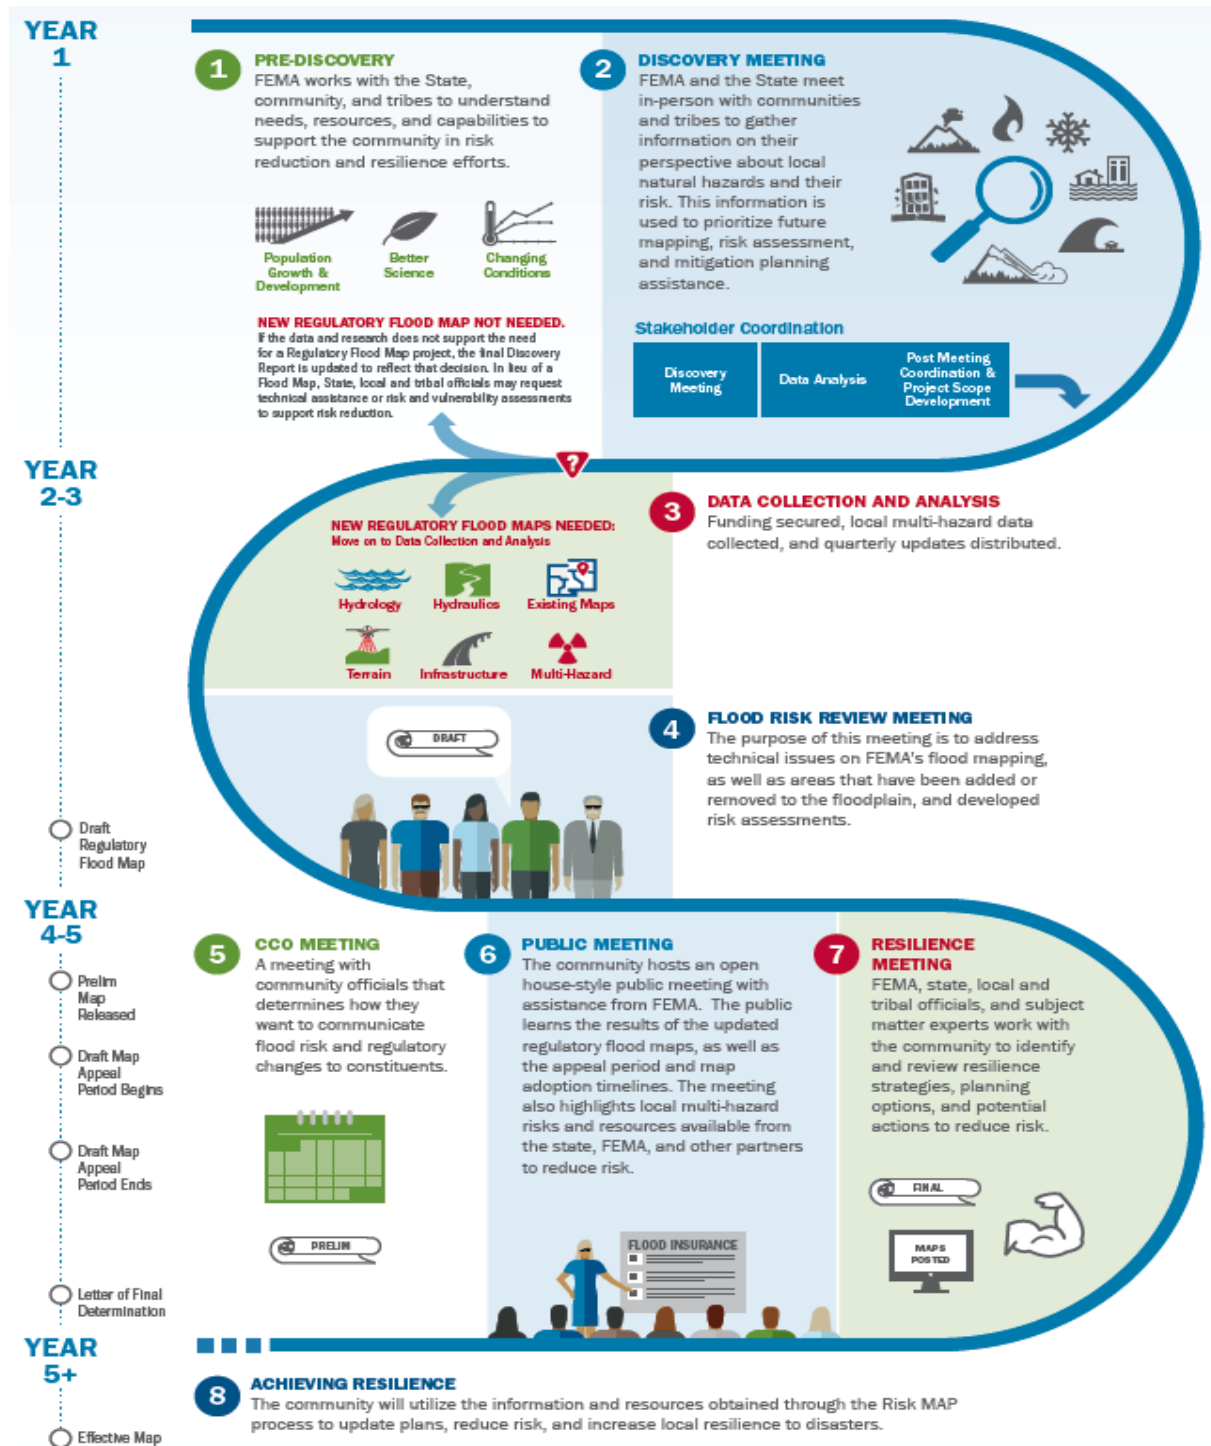 YEAR
1
1
PRE-DISCOVERY
FEMA works with the State,
community, and tribes to understand
needs, resources, and capabilities to
support the community in risk
reduction and resilience efforts.
Population
Growth &
Development
Better
Science
Changing
Conditions
NEW REGULATORY FLOOD MAP NOT NEEDED.
If the data and research does not support the need
for a Regulatory Flood Map project, the final Discovery
Report is updated to reflect that decision. In lieu of a
Flood Map, State, local and tribal officials may request
technical assistance or risk and vulnerability assessments
to support risk reduction.
2
DISCOVERY MEETING
FEMA and the State meet
in-person with communities
and tribes to gather
information on their
perspective about local
natural hazards and their
risk. This information is
used to prioritize future
mapping, risk assessment,
and mitigation planning
assistance.
Stakeholder Coordination
Discovery
Meeting
Data Analysis
Post Meeting
Coordination &
Project Scope
Development
?
YEAR
2-3
NEW REGULATORY FLOOD MAPS NEEDED:
Move on to Data Collection and Analysis
Hydrology
Hydraulics
Existing Maps
Terrain
Infrastructure
Multi-Hazard
3
DATA COLLECTION AND ANALYSIS
Funding secured, local multi-hazard data
collected, and quarterly updates distributed.
DRAFT
4
FLOOD RISK REVIEW MEETING
The purpose of this meeting is to address
technical issues on FEMA's flood mapping,
as well as areas that have been added or
removed to the floodplain, and developed
risk assessments.
Draft
Regulatory
Flood Map
YEAR
4-5
Prelim
Map
Released
Draft Map
Appeal
Period Begins
Draft Map
Appeal
Period Ends
Letter of Final
Determination
5
CCO MEETING
A meeting with
community officials that
determines how they
want to communicate
flood risk and regulatory
changes to constituents.
PRELIM
6
PUBLIC MEETING
The community hosts an open
house-style public meeting with
assistance from FEMA. The public
learns the results of the updated
regulatory flood maps, as well as
the appeal period and map
adoption timelines. The meeting
also highlights local multi-hazard
risks and resources available from
the state, FEMA, and other partners
to reduce risk.
FLOOD INSURANCE
7
RESILIENCE
MEETING
FEMA, state, local and
tribal officials, and subject
matter experts work with
the community to identify
and review resilience
strategies, planning
options, and potential
actions to reduce risk.
FINAL
MAPS
POSTED
YEAR
5+
8
ACHIEVING RESILIENCE
The community will utilize the information and resources obtained through the Risk MAP
process to update plans, reduce risk, and increase local resilience to disasters.
Effective Map